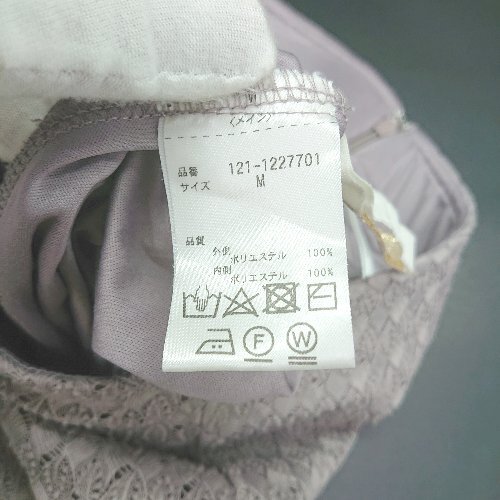 M
(メイン)
品番 121-1227701
サイズ M
品質
外側
ポリエステル 100%
内側
ポリエステル 100%
F W